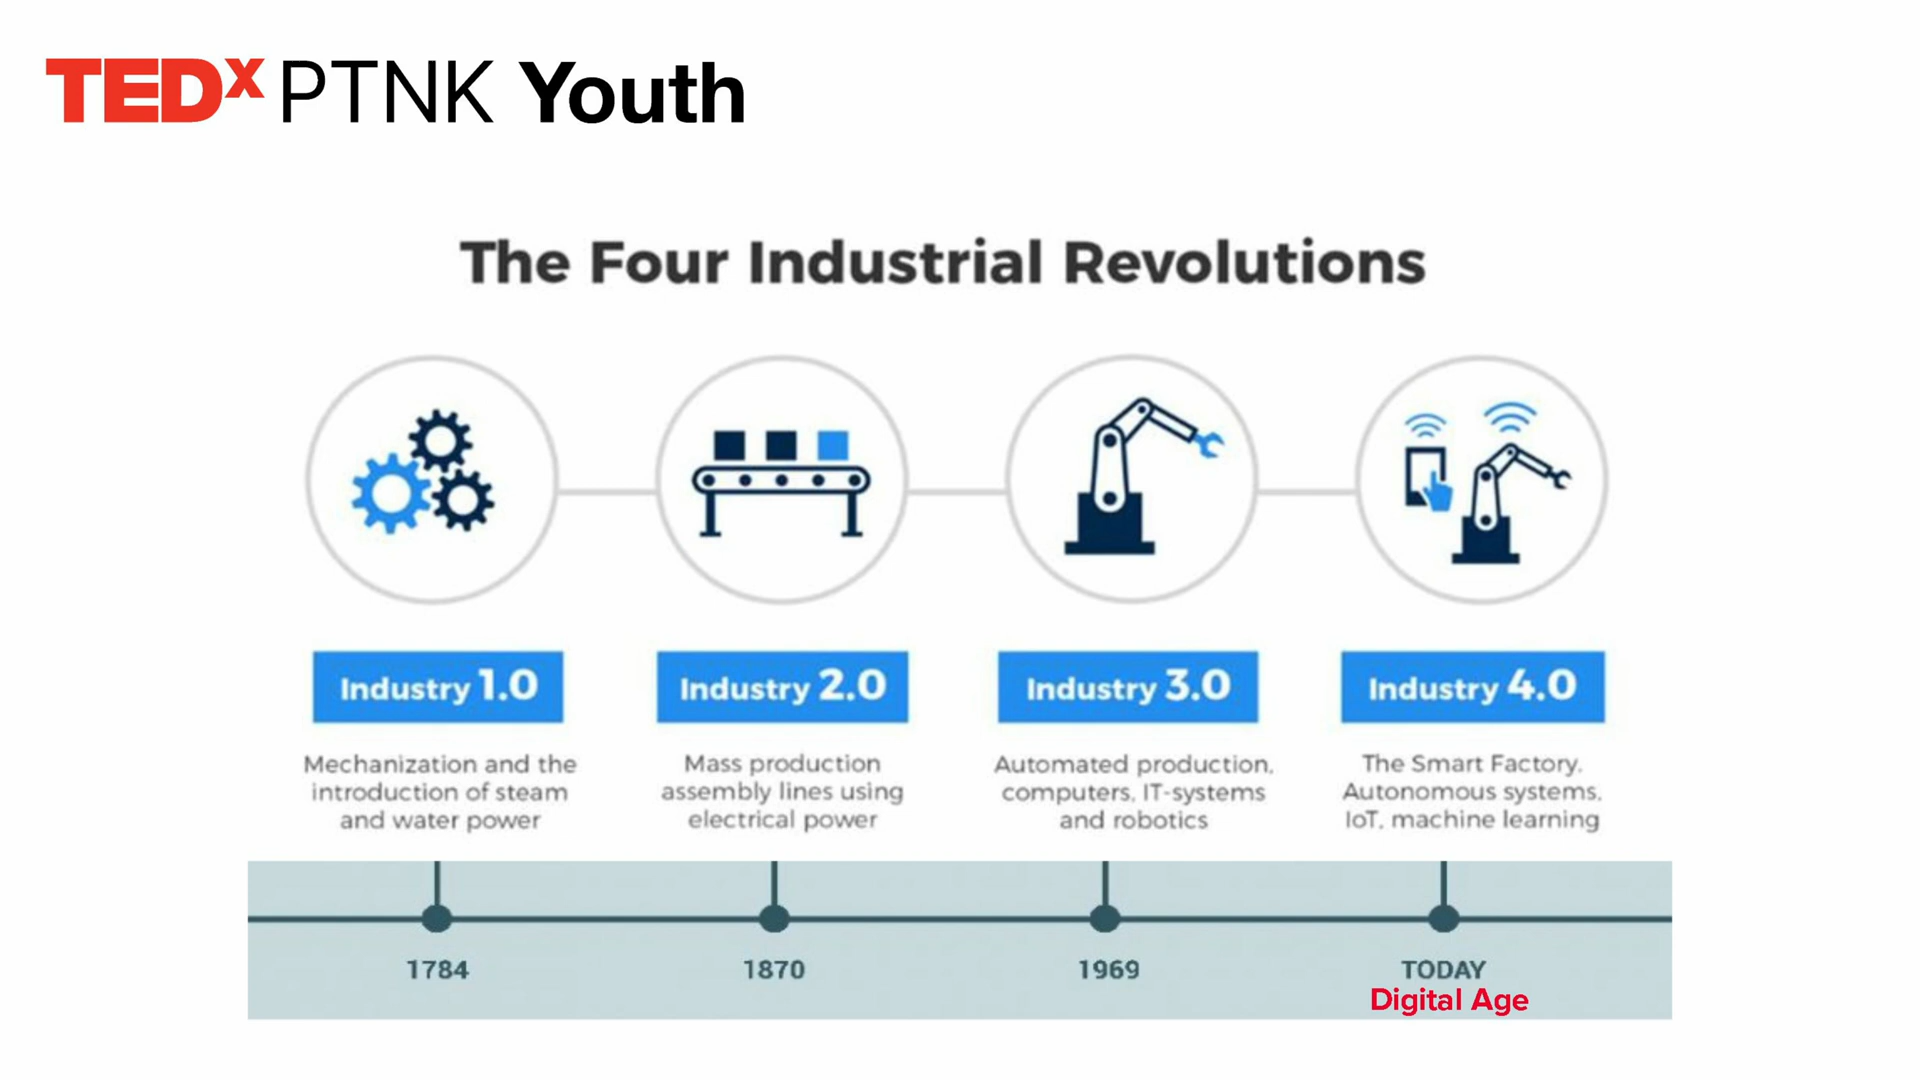 TEDx PTNK Youth
The Four Industrial Revolutions
Industry 1.0
Mechanization and the
introduction of steam
and water power
Industry 2.0
Mass production
assembly lines using
electrical power
Industry 3.0
Automated production,
computers, IT-systems
and robotics
Industry 4.0
The Smart Factory.
Autonomous systems,
IoT, machine learning
1784
1870
1969
TODAY
Digital Age